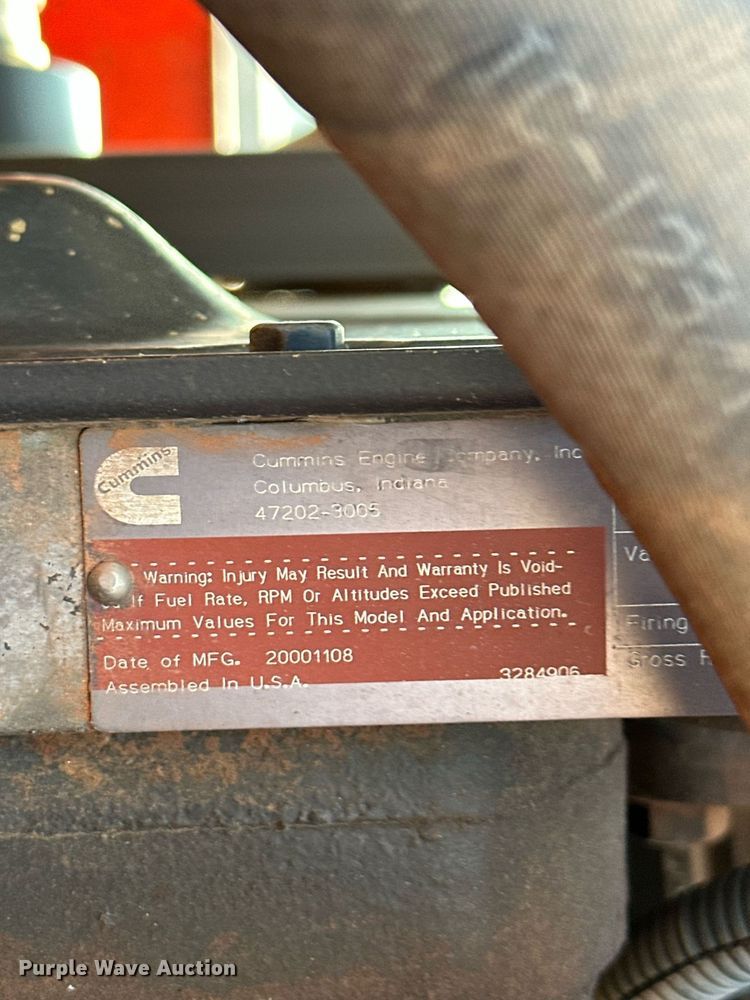 Cummins
Cummins Engine Company, Inc
Columbus, Indiana
47202-3005
Warning: Injury May Result And Warranty Is Void-
If Fuel Rate, RPM Or Altitudes Exceed Published
Maximum Values For This Model And Application.
Date of MFG. 20001108
Assembled In U.S.A.
3284906
Va
Firing
Gross H
Purple Wave Auction